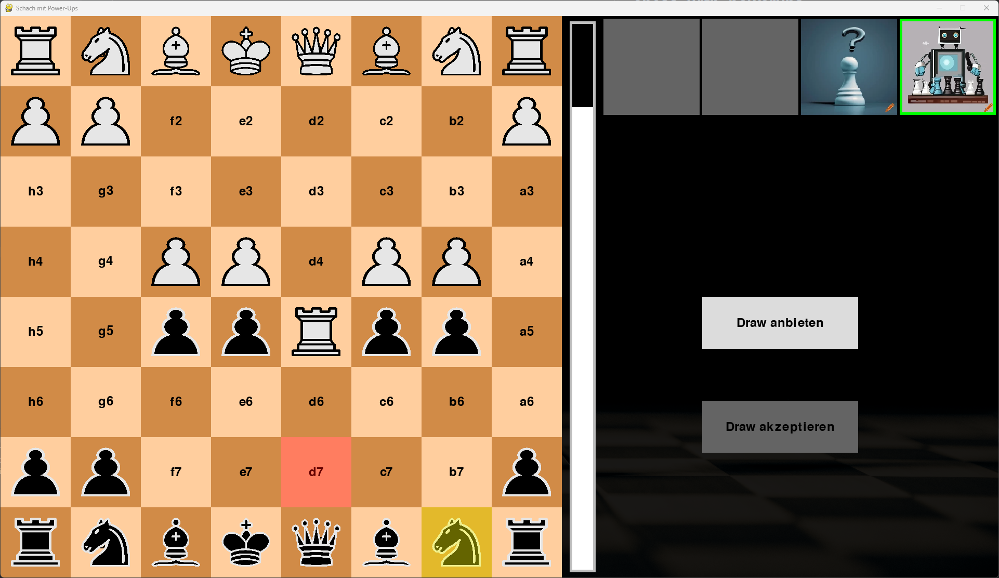 Schach mit Power-Ups
f2 e2 d2 c2 b2
h3 g3 f3 e3 d3 c3 b3 a3
h4 g4 d4 a4
h5 g5 a5
Draw anbieten
h6 g6 f6 e6 d6 c6 b6 a6
Draw akzeptieren
f7 e7 d7 c7 b7